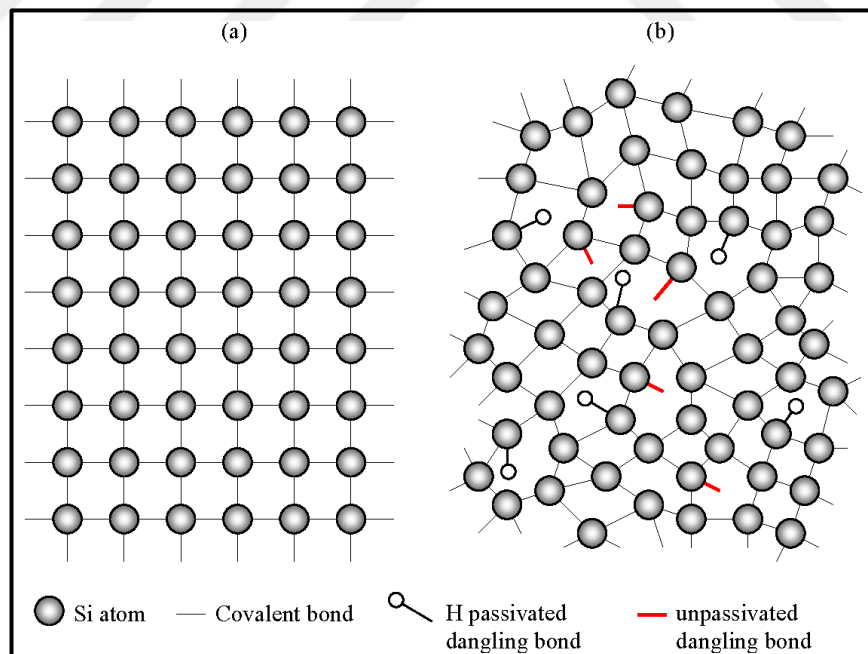 (a)
(b)
Si atom
Covalent bond
H passivated
dangling bond
unpassivated
dangling bond